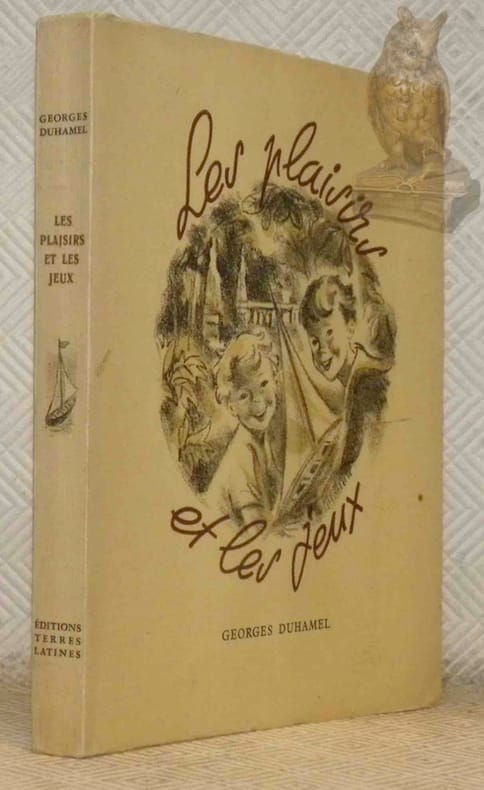 GEORGES
DUHAMEL
LES
PLAISIRS
ET LES
JEUX
ÉDITIONS
TERRES
LATINES
Les plaisirs
et les jeux
GEORGES DUHAMEL